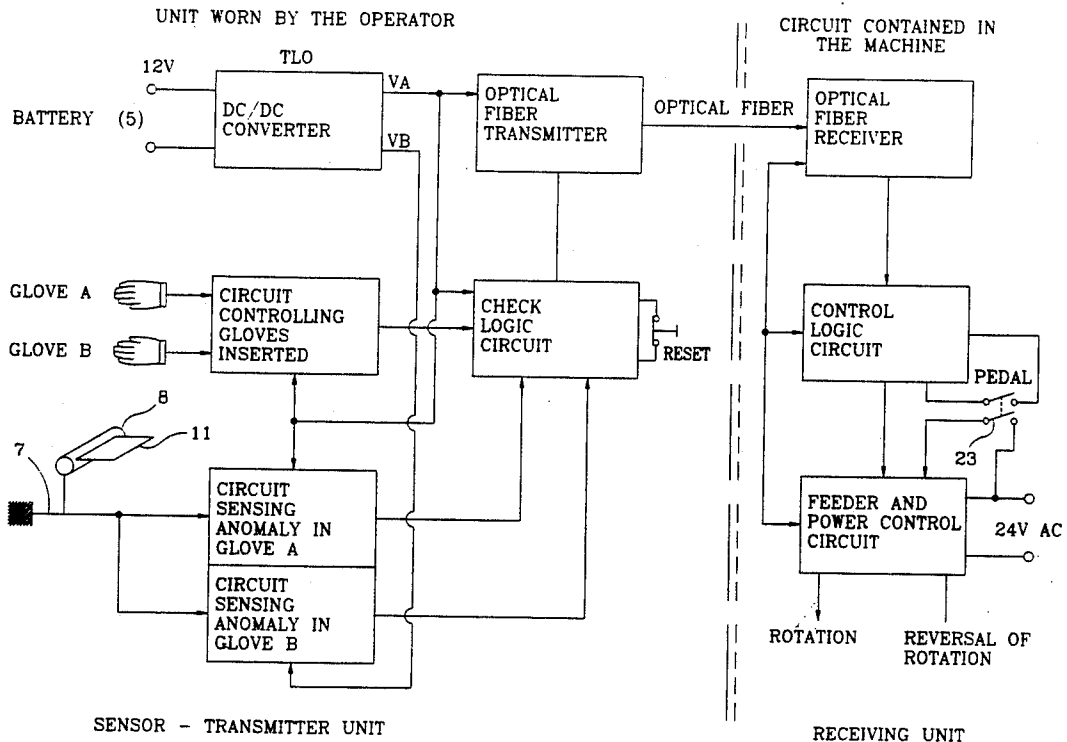 UNIT WORN BY THE OPERATOR
CIRCUIT CONTAINED IN
THE MACHINE
TLO
12V
BATTERY (5)
DC/DC
CONVERTER
VA
VB
OPTICAL
FIBER
TRANSMITTER
OPTICAL FIBER
OPTICAL
FIBER
RECEIVER
GLOVE A
GLOVE B
CIRCUIT
CONTROLLING
GLOVES
INSERTED
CHECK
LOGIC
CIRCUIT
RESET
CONTROL
LOGIC
CIRCUIT
PEDAL
23
8
11
7
CIRCUIT
SENSING
ANOMALY IN
GLOVE A
CIRCUIT
SENSING
ANOMALY IN
GLOVE B
FEEDER AND
POWER CONTROL
CIRCUIT
24V AC
ROTATION
REVERSAL OF
ROTATION
SENSOR - TRANSMITTER UNIT
RECEIVING UNIT